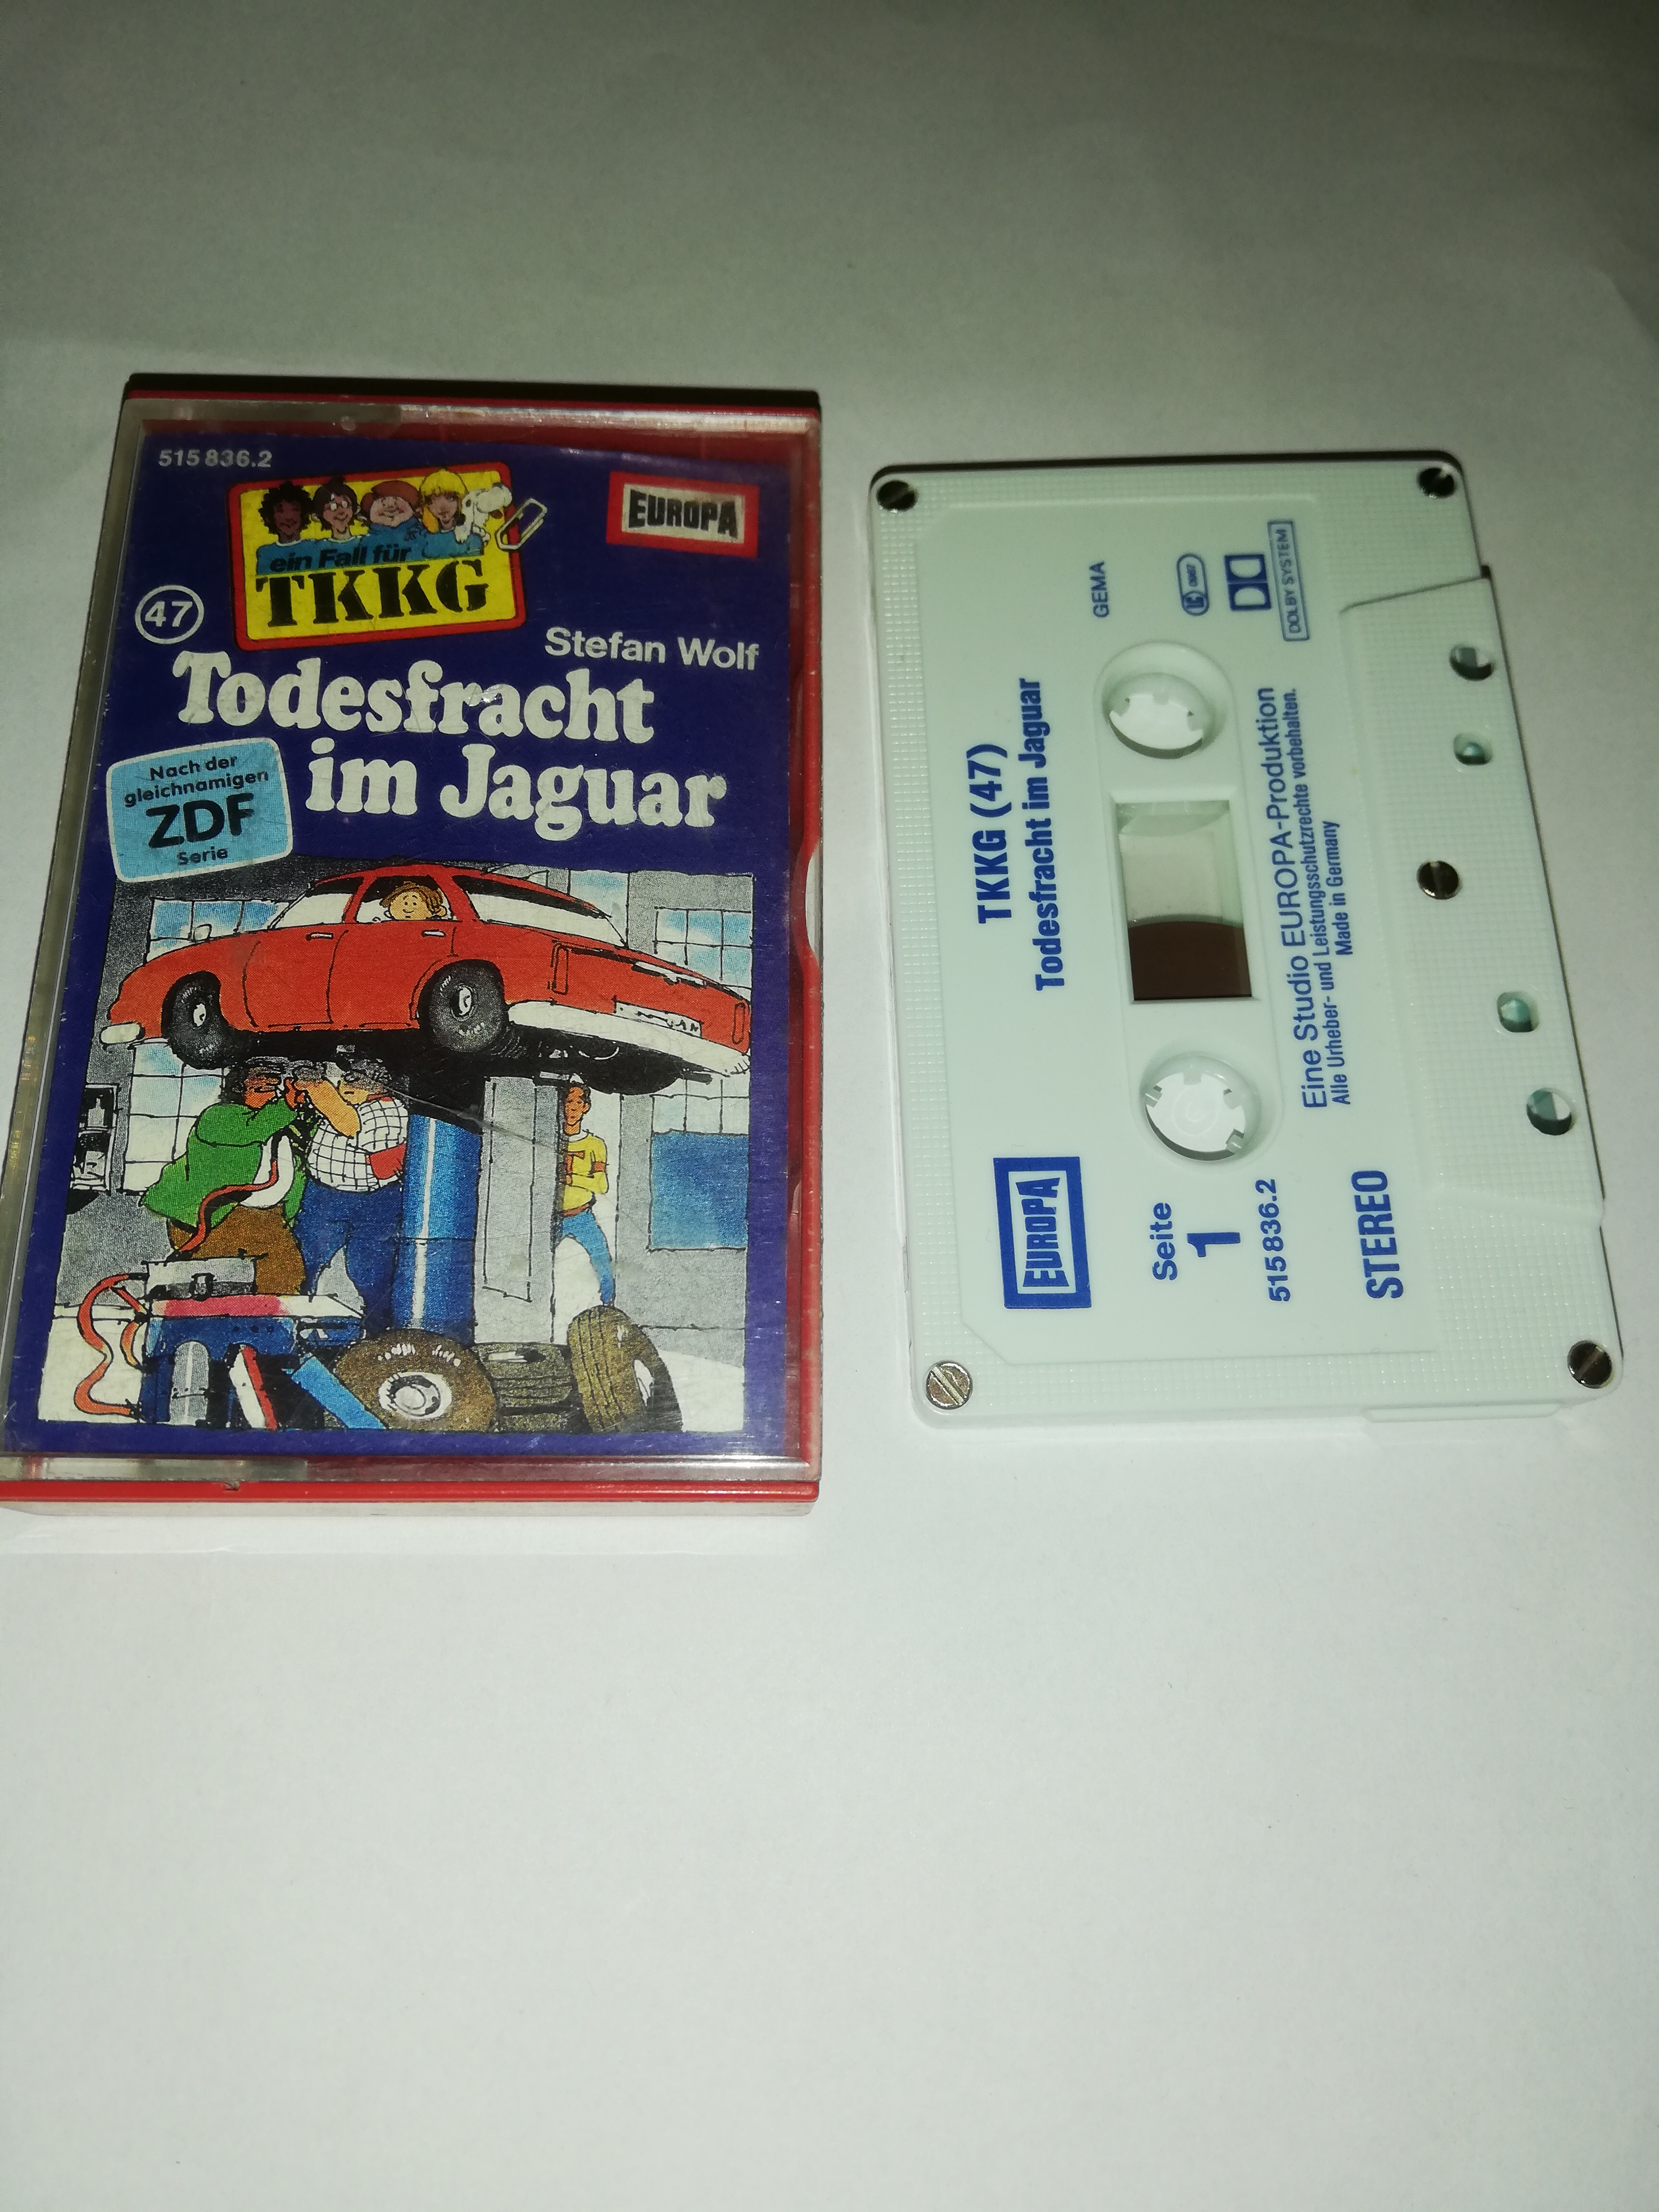 515 836.2
ein Fall für
TKKG
EUROPA
47
Stefan Wolf
Todesfracht
im Jaguar
Nach der
gleichnamigen
ZDF
Serie
TKKG (47)
Todesfracht im Jaguar
EUROPA
GEMA
Seite
1
515836.2
STEREO
DOLBY SYSTEM
Eine Studio EUROPA-Produktion
Alle Urheber- und Leistungsschutzrechte vorbehalten.
Made in Germany